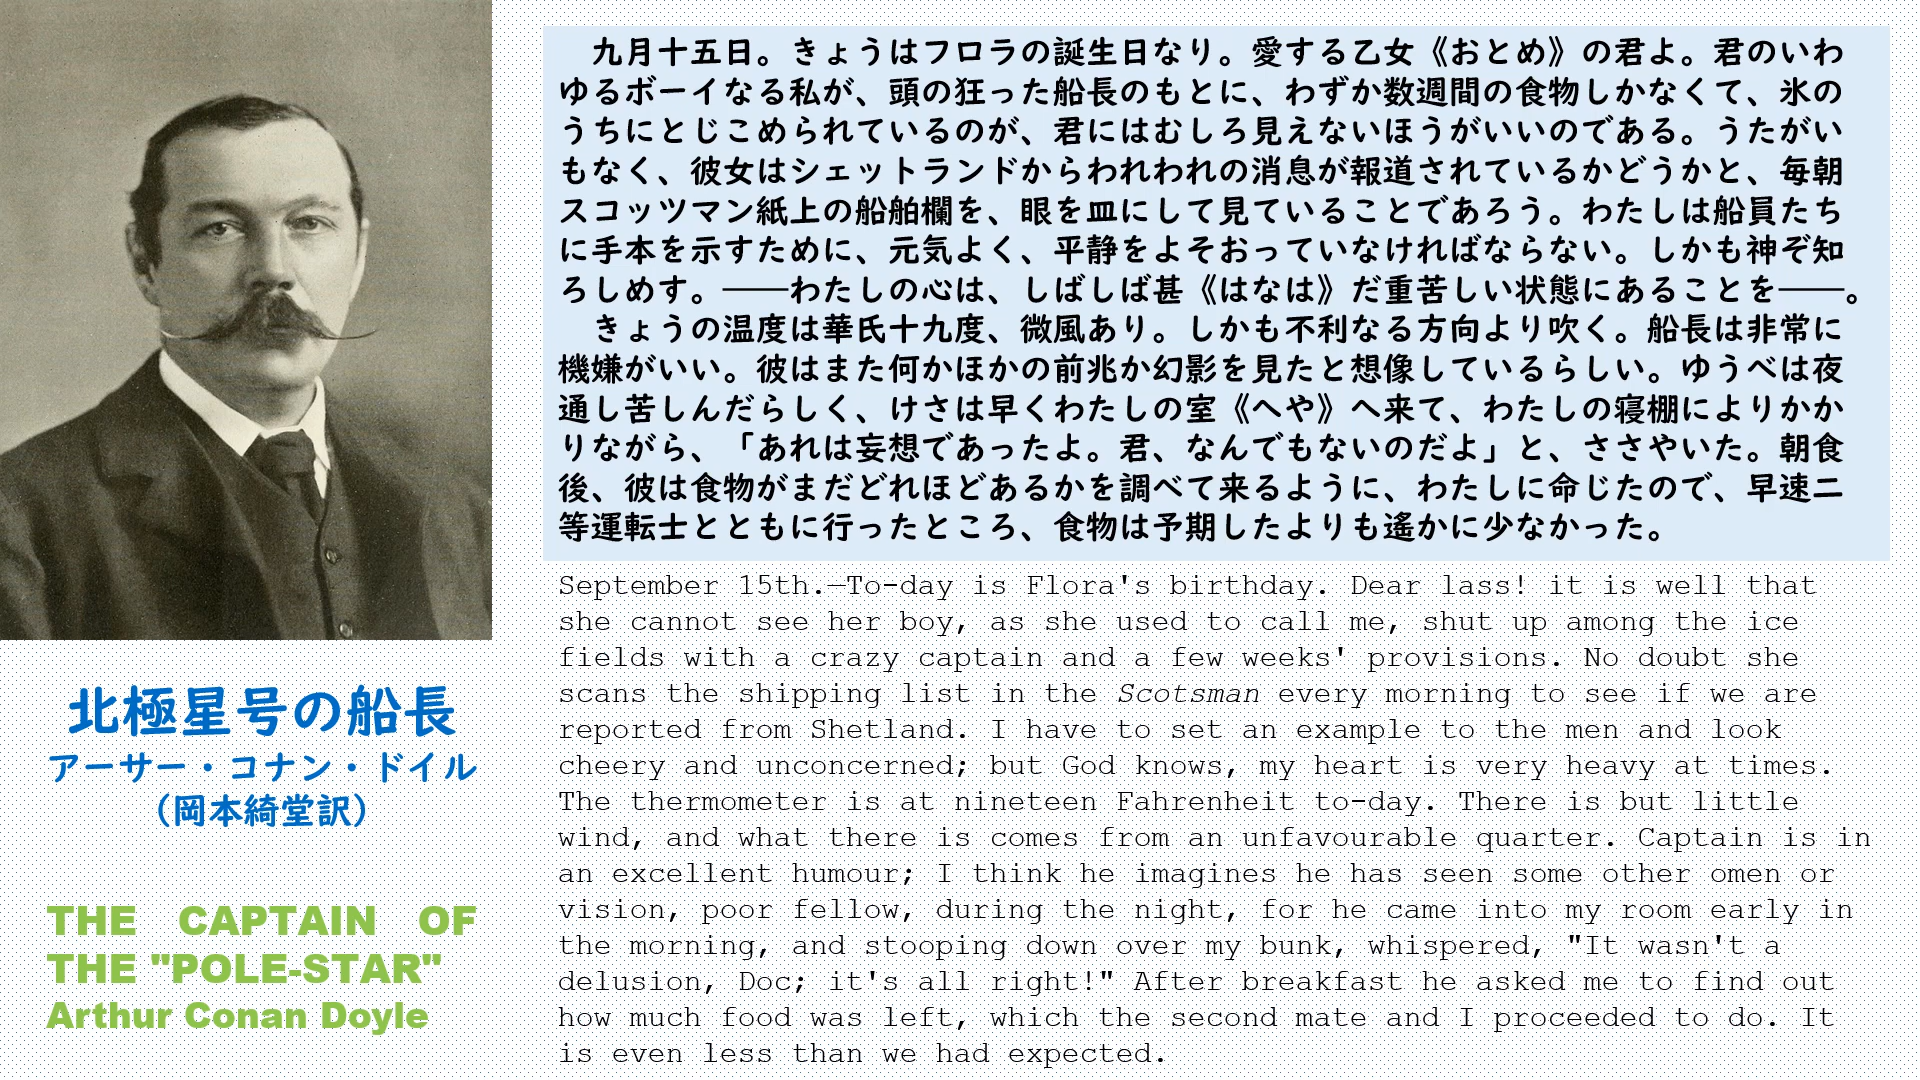 北極星号の船長
アーサー・コナン・ドイル
（岡本綺堂訳）
THE CAPTAIN OF
THE "POLE-STAR"
Arthur Conan Doyle
　九月十五日。きょうはフロラの誕生日なり。愛する乙女《おとめ》の君よ。君のいわ
ゆるボーイなる私が、頭の狂った船長のもとに、わずか数週間の食物しかなくて、氷の
うちにとじこめられているのが、君にはむしろ見えないほうがいいのである。うたがい
もなく、彼女はシェットランドからわれわれの消息が報道されているかどうかと、毎朝
スコッツマン紙上の船舶欄を、眼を皿にして見ていることであろう。わたしは船員たち
に手本を示すために、元気よく、平静をよそおっていなければならない。しかも神ぞ知
ろしめす。――わたしの心は、しばしば甚《はなは》だ重苦しい状態にあることを――。
　きょうの温度は華氏十九度、微風あり。しかも不利なる方向より吹く。船長は非常に
機嫌がいい。彼はまた何かほかの前兆か幻影を見たと想像しているらしい。ゆうべは夜
通し苦しんだらしく、けさは早くわたしの室《へや》へ来て、わたしの寝棚によりかか
りながら、「あれは妄想であったよ。君、なんでもないのだよ」と、ささやいた。朝食
後、彼は食物がまだどれほどあるかを調べて来るように、わたしに命じたので、早速二
等運転士とともに行ったところ、食物は予期したよりも遙かに少なかった。
September 15th.—To-day is Flora's birthday. Dear lass! it is well that
she cannot see her boy, as she used to call me, shut up among the ice
fields with a crazy captain and a few weeks' provisions. No doubt she
scans the shipping list in the Scotsman every morning to see if we are
reported from Shetland. I have to set an example to the men and look
cheery and unconcerned; but God knows, my heart is very heavy at times.
The thermometer is at nineteen Fahrenheit to-day. There is but little
wind, and what there is comes from an unfavourable quarter. Captain is in
an excellent humour; I think he imagines he has seen some other omen or
vision, poor fellow, during the night, for he came into my room early in
the morning, and stooping down over my bunk, whispered, "It wasn't a
delusion, Doc; it's all right!" After breakfast he asked me to find out
how much food was left, which the second mate and I proceeded to do. It
is even less than we had expected.